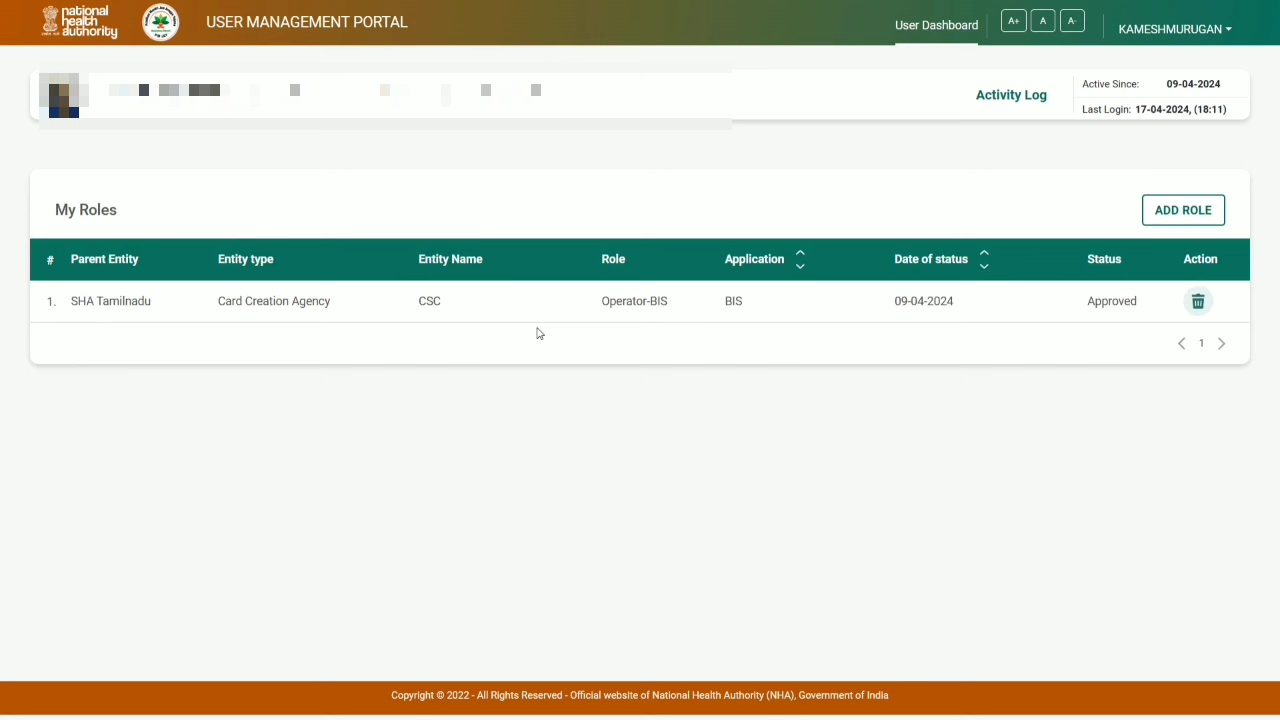 national
health
authority
USER MANAGEMENT PORTAL
User Dashboard
A+ A A-
KAMESHMURUGAN
Activity Log
Active Since: 09-04-2024
Last Login: 17-04-2024, (18:11)
My Roles
ADD ROLE
# Parent Entity Entity type Entity Name Role Application Date of status Status Action
1. SHA Tamilnadu Card Creation Agency CSC Operator-BIS BIS 09-04-2024 Approved
1
Copyright © 2022 - All Rights Reserved - Official website of National Health Authority (NHA), Government of India